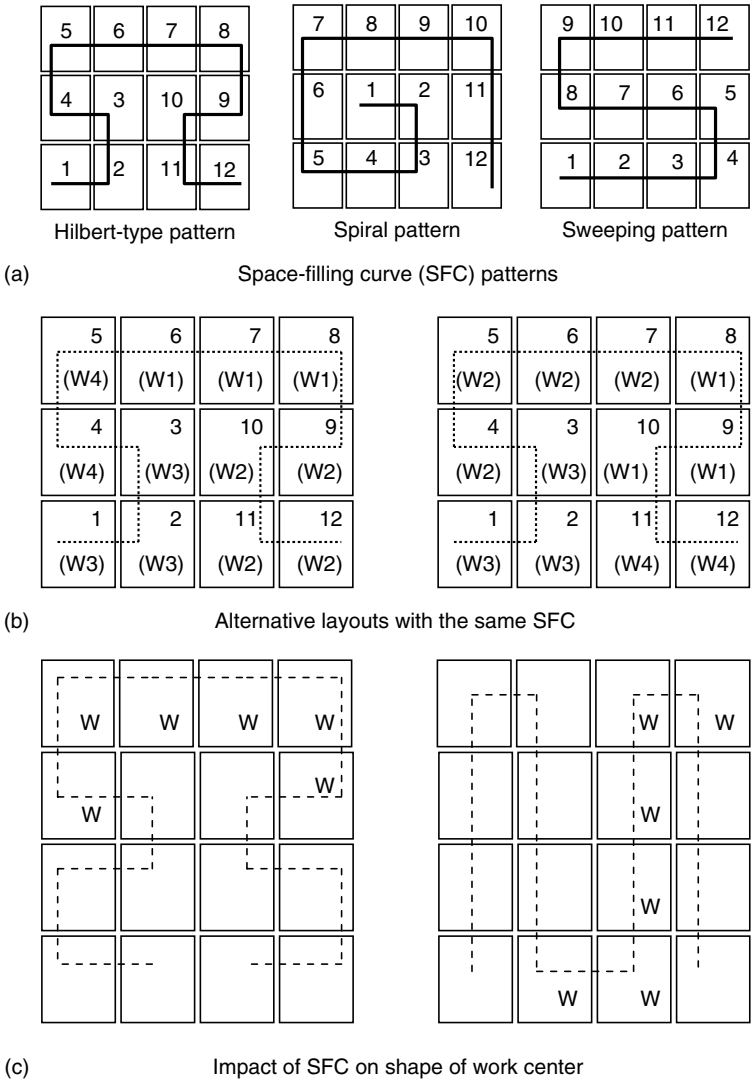 5 6 7 8
4 3 10 9
1 2 11 12
Hilbert-type pattern
7 8 9 10
6 1 2 11
5 4 3 12
Spiral pattern
9 10 11 12
8 7 6 5
1 2 3 4
Sweeping pattern
(a) Space-filling curve (SFC) patterns
5 6 7 8
(W4) (W1) (W1) (W1)
4 3 10 9
(W4) (W3) (W2) (W2)
1 2 11 12
(W3) (W3) (W2) (W2)
5 6 7 8
(W2) (W2) (W2) (W1)
4 3 10 9
(W2) (W3) (W1) (W1)
1 2 11 12
(W3) (W3) (W4) (W4)
(b) Alternative layouts with the same SFC
W W W W
W
W
W W
W
W
W W
(c) Impact of SFC on shape of work center